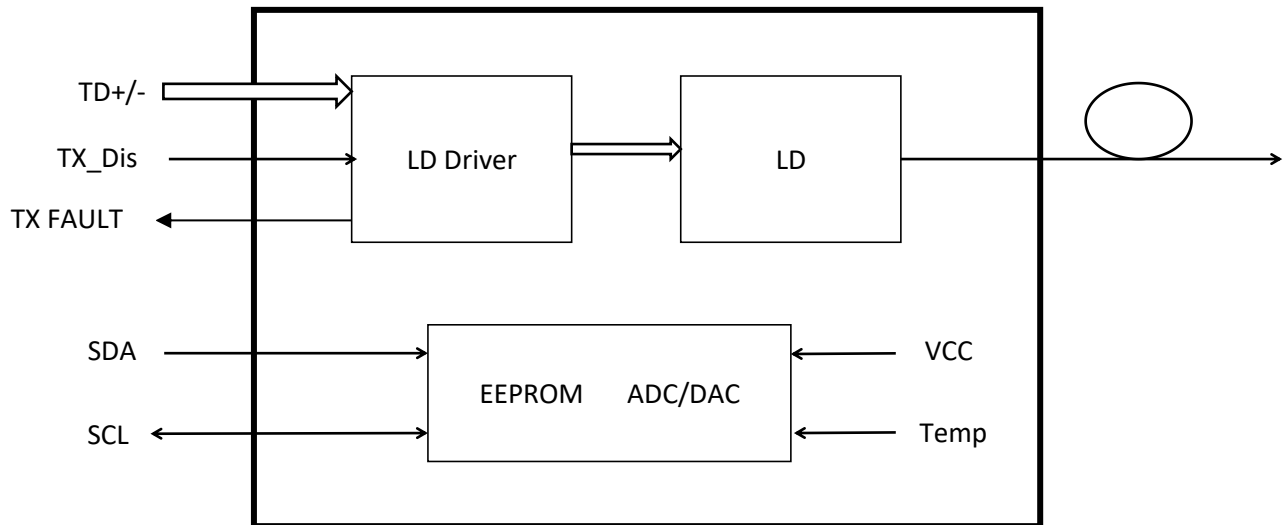 TD+/-
TX_Dis
LD Driver
LD
TX FAULT
SDA
VCC
EEPROM ADC/DAC
SCL
Temp